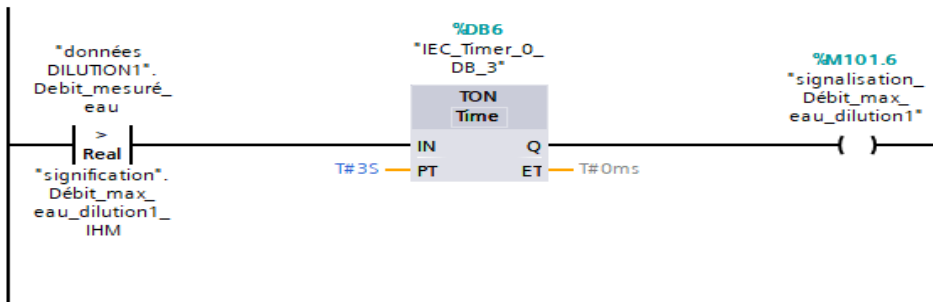 "données
DILUTION1".
Debit_mesuré_
eau
>
Real
"signification".
Débit_max_
eau_dilution1_
IHM
%DB6
"IEC_Timer_0_
DB_3"
TON
Time
IN
Q
T#3S
PT
ET
T#0ms
%M101.6
"signalisation_
Débit_max_
eau_dilution1"
( )